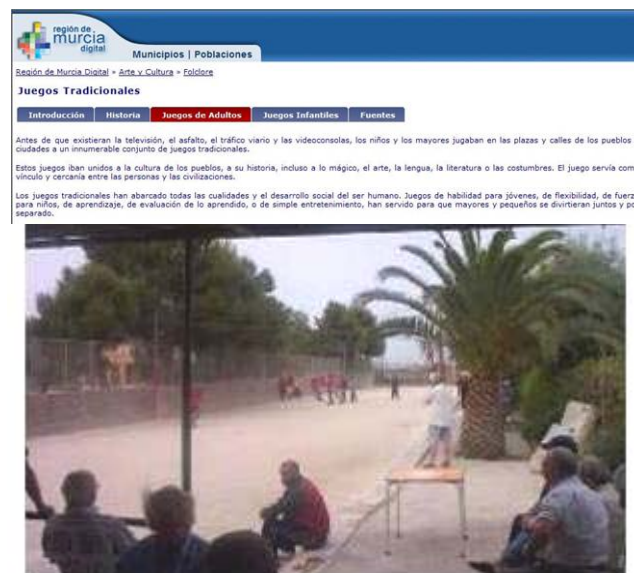 región de
murcia
digital
Municipios | Poblaciones
Región de Murcia Digital » Arte y Cultura » Folclore
Juegos Tradicionales
Introducción Historia Juegos de Adultos Juegos Infantiles Fuentes
Antes de que existieran la televisión, el asfalto, el tráfico viario y las videoconsolas, los niños y los mayores jugaban en las plazas y calles de los pueblos
ciudades a un innumerable conjunto de juegos tradicionales.
Estos juegos iban unidos a la cultura de los pueblos, a su historia, incluso a lo mágico, el arte, la lengua, la literatura o las costumbres. El juego servía com
vínculo y cercanía entre las personas y las civilizaciones.
Los juegos tradicionales han abarcado todas las cualidades y el desarrollo social del ser humano. Juegos de habilidad para jóvenes, de flexibilidad, de fuerz
para niños, de aprendizaje, de evaluación de lo aprendido, o de simple entretenimiento, han servido para que mayores y pequeños se divirtieran juntos y po
separado.